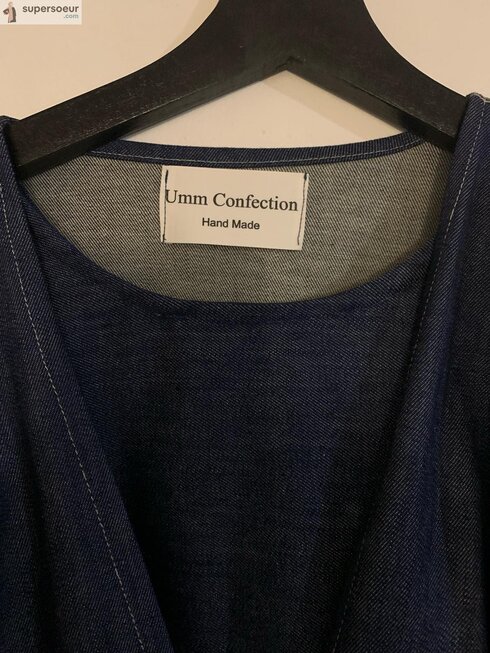 supersoeur
.com
Umm Confection
Hand Made